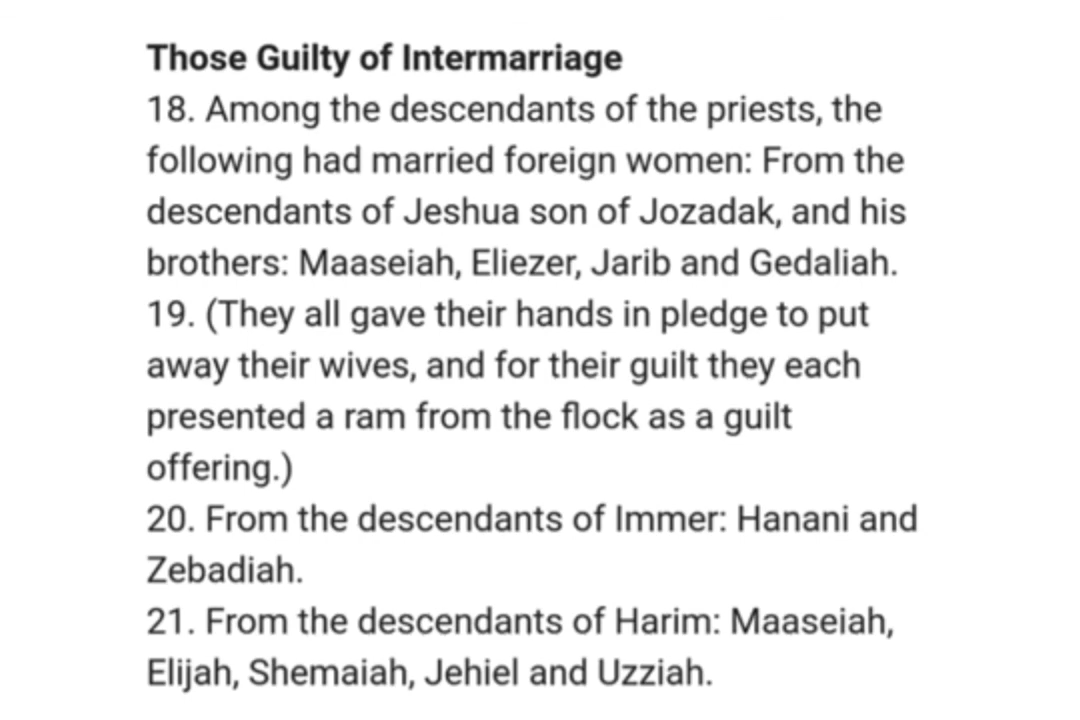 Those Guilty of Intermarriage
18. Among the descendants of the priests, the
following had married foreign women: From the
descendants of Jeshua son of Jozadak, and his
brothers: Maaseiah, Eliezer, Jarib and Gedaliah.
19. (They all gave their hands in pledge to put
away their wives, and for their guilt they each
presented a ram from the flock as a guilt
offering.)
20. From the descendants of Immer: Hanani and
Zebadiah.
21. From the descendants of Harim: Maaseiah,
Elijah, Shemaiah, Jehiel and Uzziah.